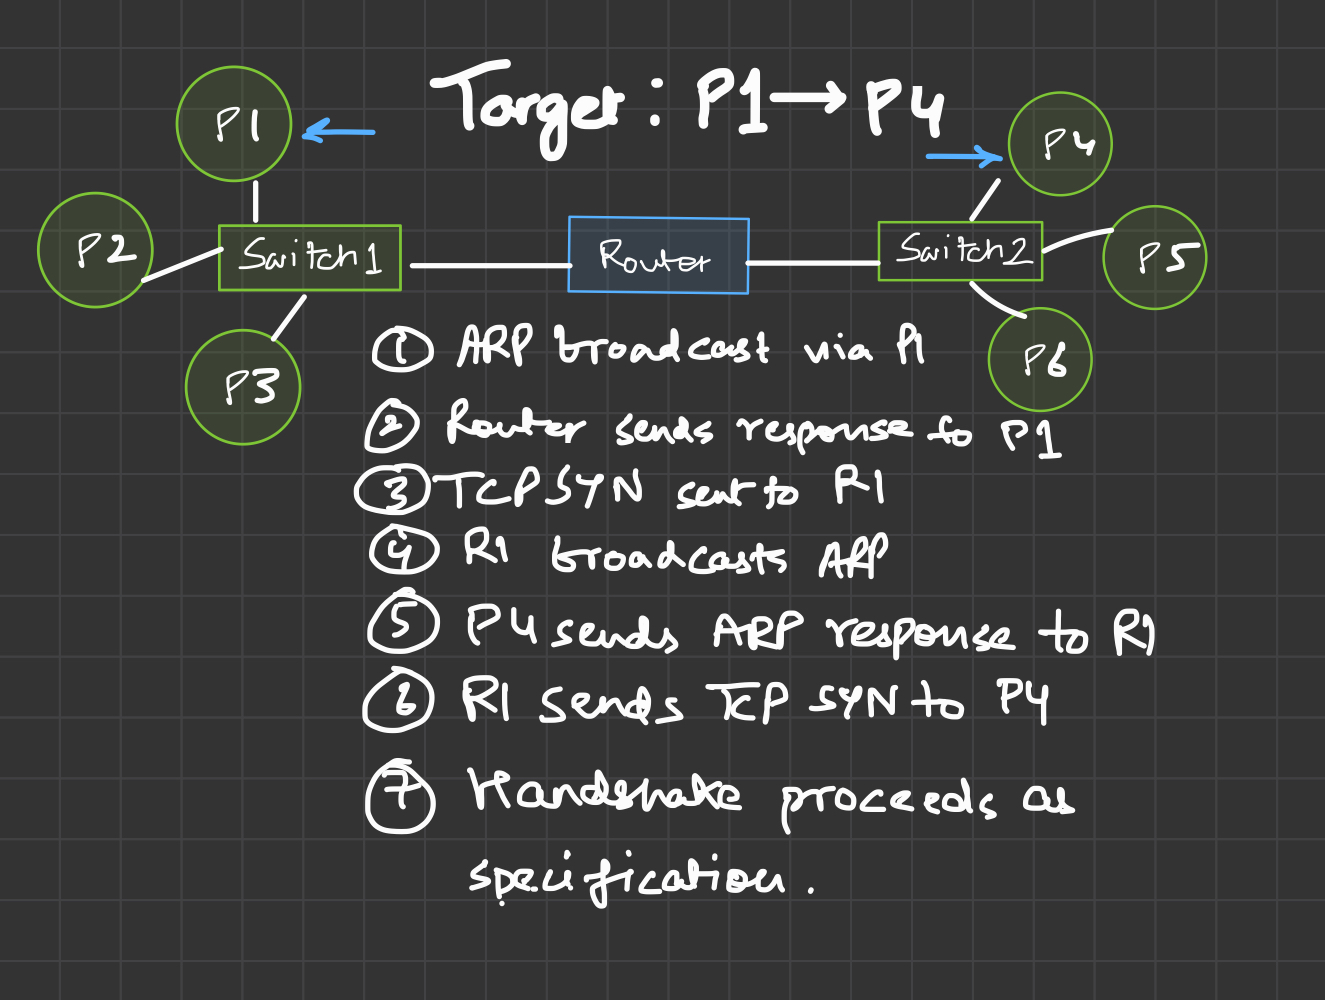 Target: P1→P4
P1
P4
P2
Switch1
Router
Switch2
P5
P3
P6
① ARP broadcast via P1
② Router sends response to P1
③ TCP SYN sent to R1
④ R1 broadcasts ARP
⑤ P4 sends ARP response to R1
⑥ R1 sends TCP SYN to P4
⑦ Handshake proceeds as
specification.